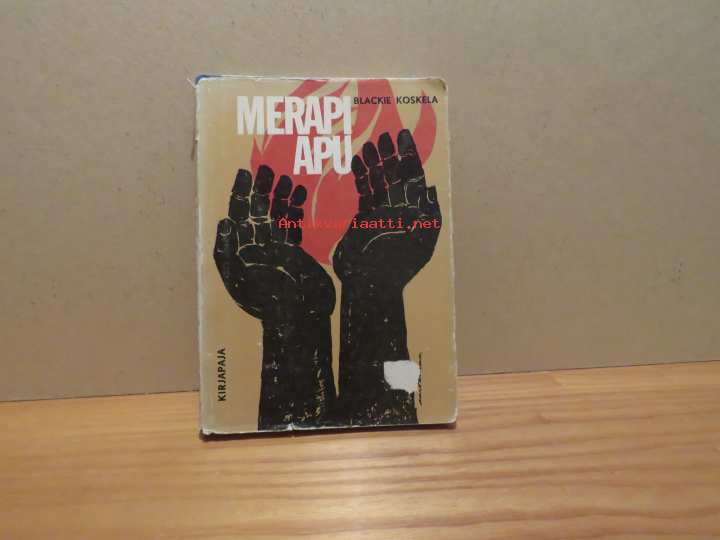 MERAPI
APU
BLACKIE KOSKELA
Antikvariaatti.net
KIRJAPAJA